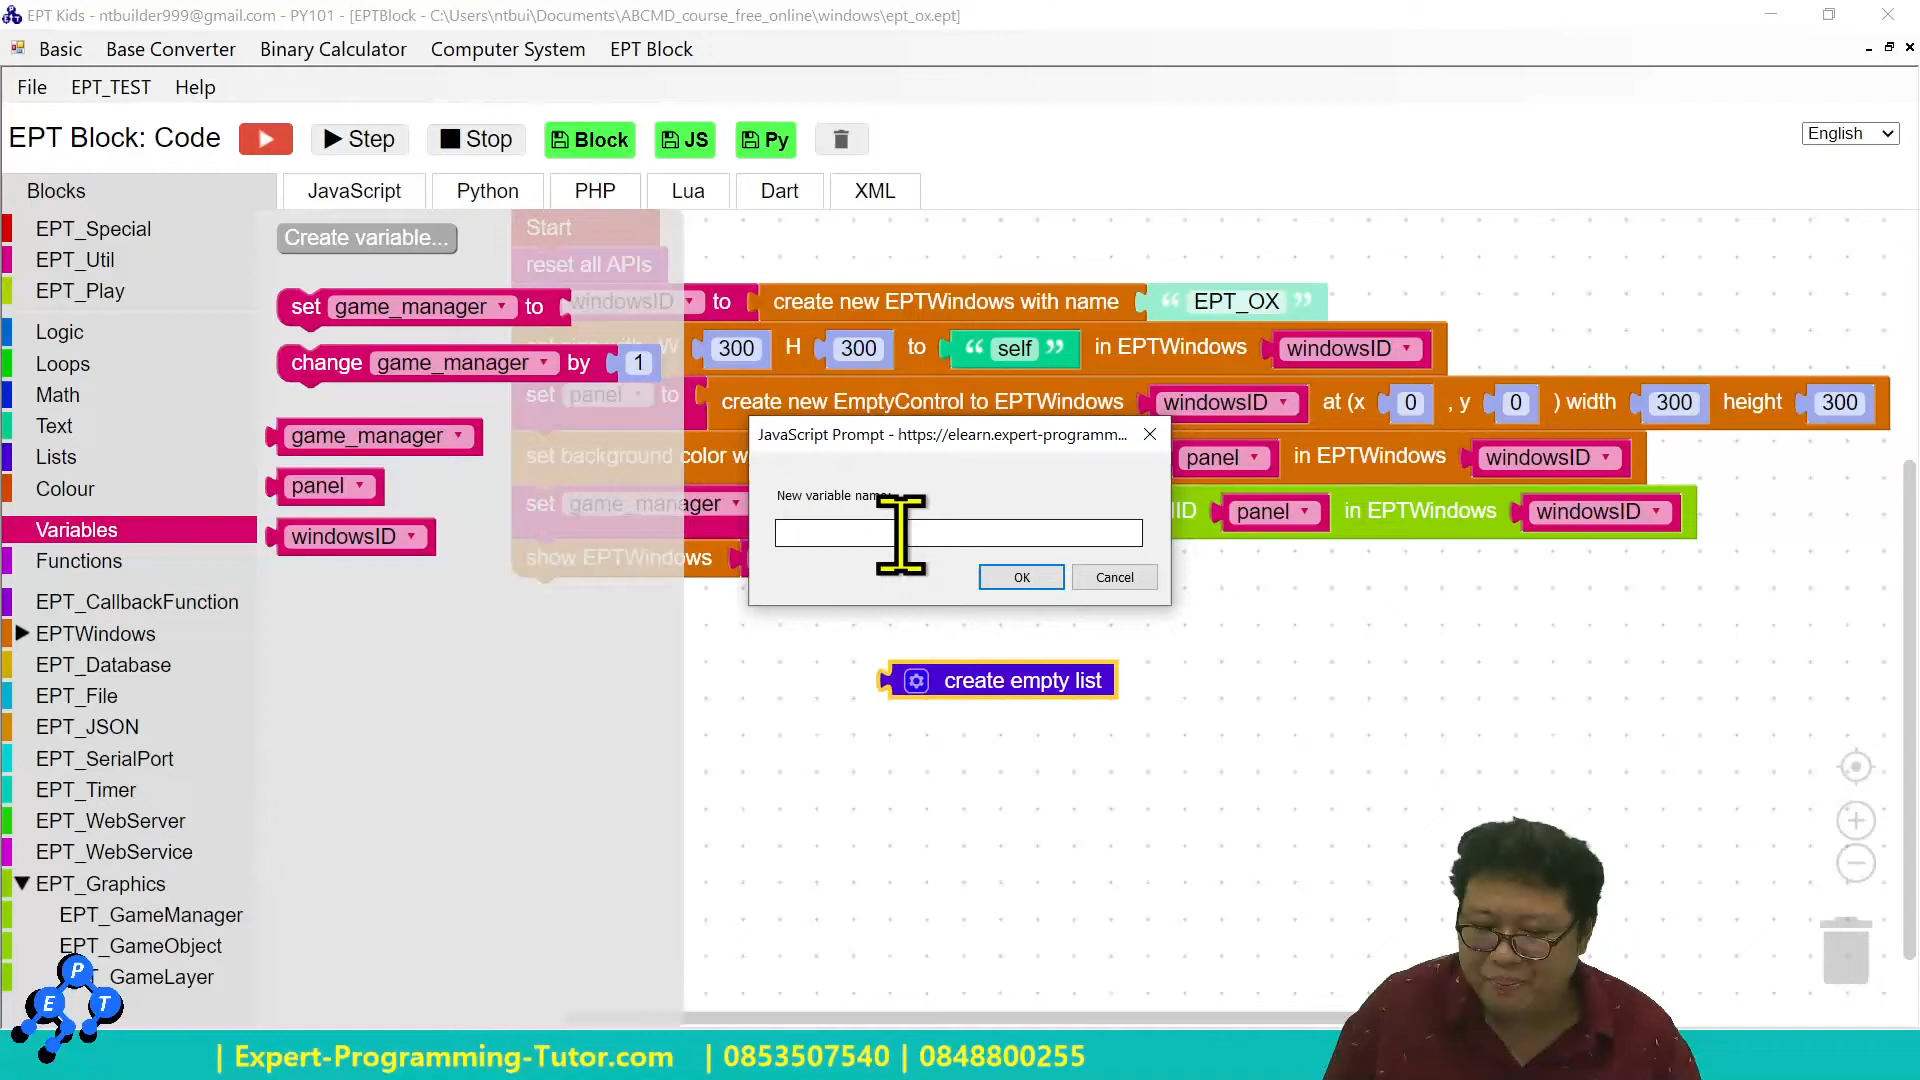 EPT Kids - ntbuilder999@gmail.com - PY101 - [EPTBlock - C:\Users\ntbui\Documents\ABCMD_course_free_online\windows\ept_ox.ept]
Basic Base Converter Binary Calculator Computer System EPT Block
File EPT_TEST Help
EPT Block: Code Step Stop Block JS Py English
Blocks JavaScript Python PHP Lua Dart XML
EPT_Special
EPT_Util
EPT_Play
Logic
Loops
Math
Text
Lists
Colour
Variables
Functions
EPT_CallbackFunction
EPTWindows
EPT_Database
EPT_File
EPT_JSON
EPT_SerialPort
EPT_Timer
EPT_WebServer
EPT_WebService
EPT_Graphics
EPT_GameManager
EPT_GameObject
GameLayer
Create variable...
set game_manager to
change game_manager by 1
game_manager
panel
windowsID
Start
reset all APIs
windowsID to create new EPTWindows with name “ EPT_OX ”
W 300 H 300 to “ self ” in EPTWindows windowsID
set panel to create new EmptyControl to EPTWindows windowsID at (x 0 , y 0 ) width 300 height 300
set background color panel in EPTWindows windowsID
set game_manager ID panel in EPTWindows windowsID
show EPTWindows
JavaScript Prompt - https://elearn.expert-programm...
New variable name:
OK Cancel
create empty list
P
E T
| Expert-Programming-Tutor.com | 0853507540 | 0848800255